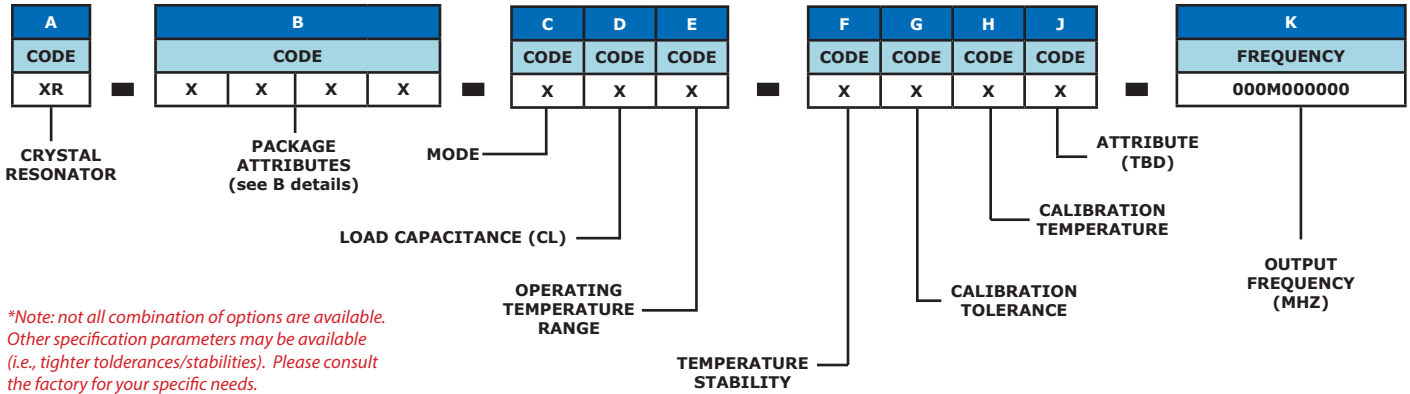 A B C D E F G H J K
CODE CODE CODE CODE CODE CODE CODE CODE CODE FREQUENCY
XR X X X X X X X X X X X 000M000000
CRYSTAL
RESONATOR
PACKAGE
ATTRIBUTES
(see B details)
MODE
ATTRIBUTE
(TBD)
LOAD CAPACITANCE (CL)
CALIBRATION
TEMPERATURE
OPERATING
TEMPERATURE
RANGE
CALIBRATION
TOLERANCE
OUTPUT
FREQUENCY
(MHZ)
TEMPERATURE
STABILITY
*Note: not all combination of options are available.
Other specification parameters may be available
(i.e., tighter tolderances/stabilities). Please consult
the factory for your specific needs.